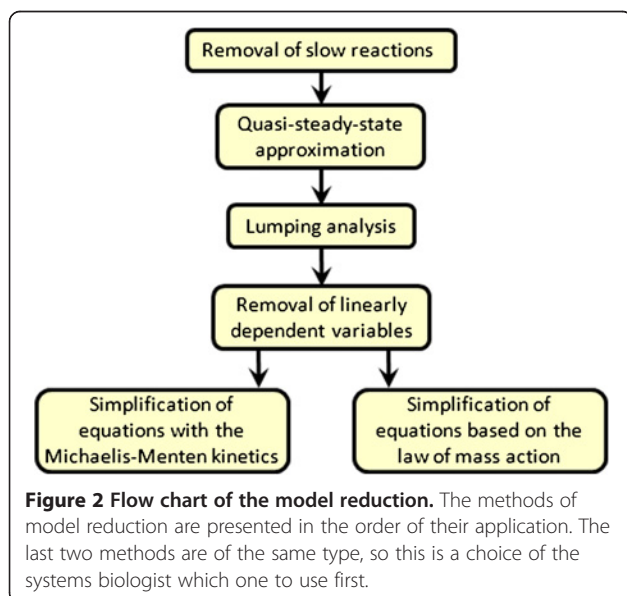 Removal of slow reactions
Quasi-steady-state
approximation
Lumping analysis
Removal of linearly
dependent variables
Simplification of
equations with the
Michaelis-Menten kinetics
Simplification of
equations based on the
law of mass action
Figure 2 Flow chart of the model reduction. The methods of
model reduction are presented in the order of their application. The
last two methods are of the same type, so this is a choice of the
systems biologist which one to use first.